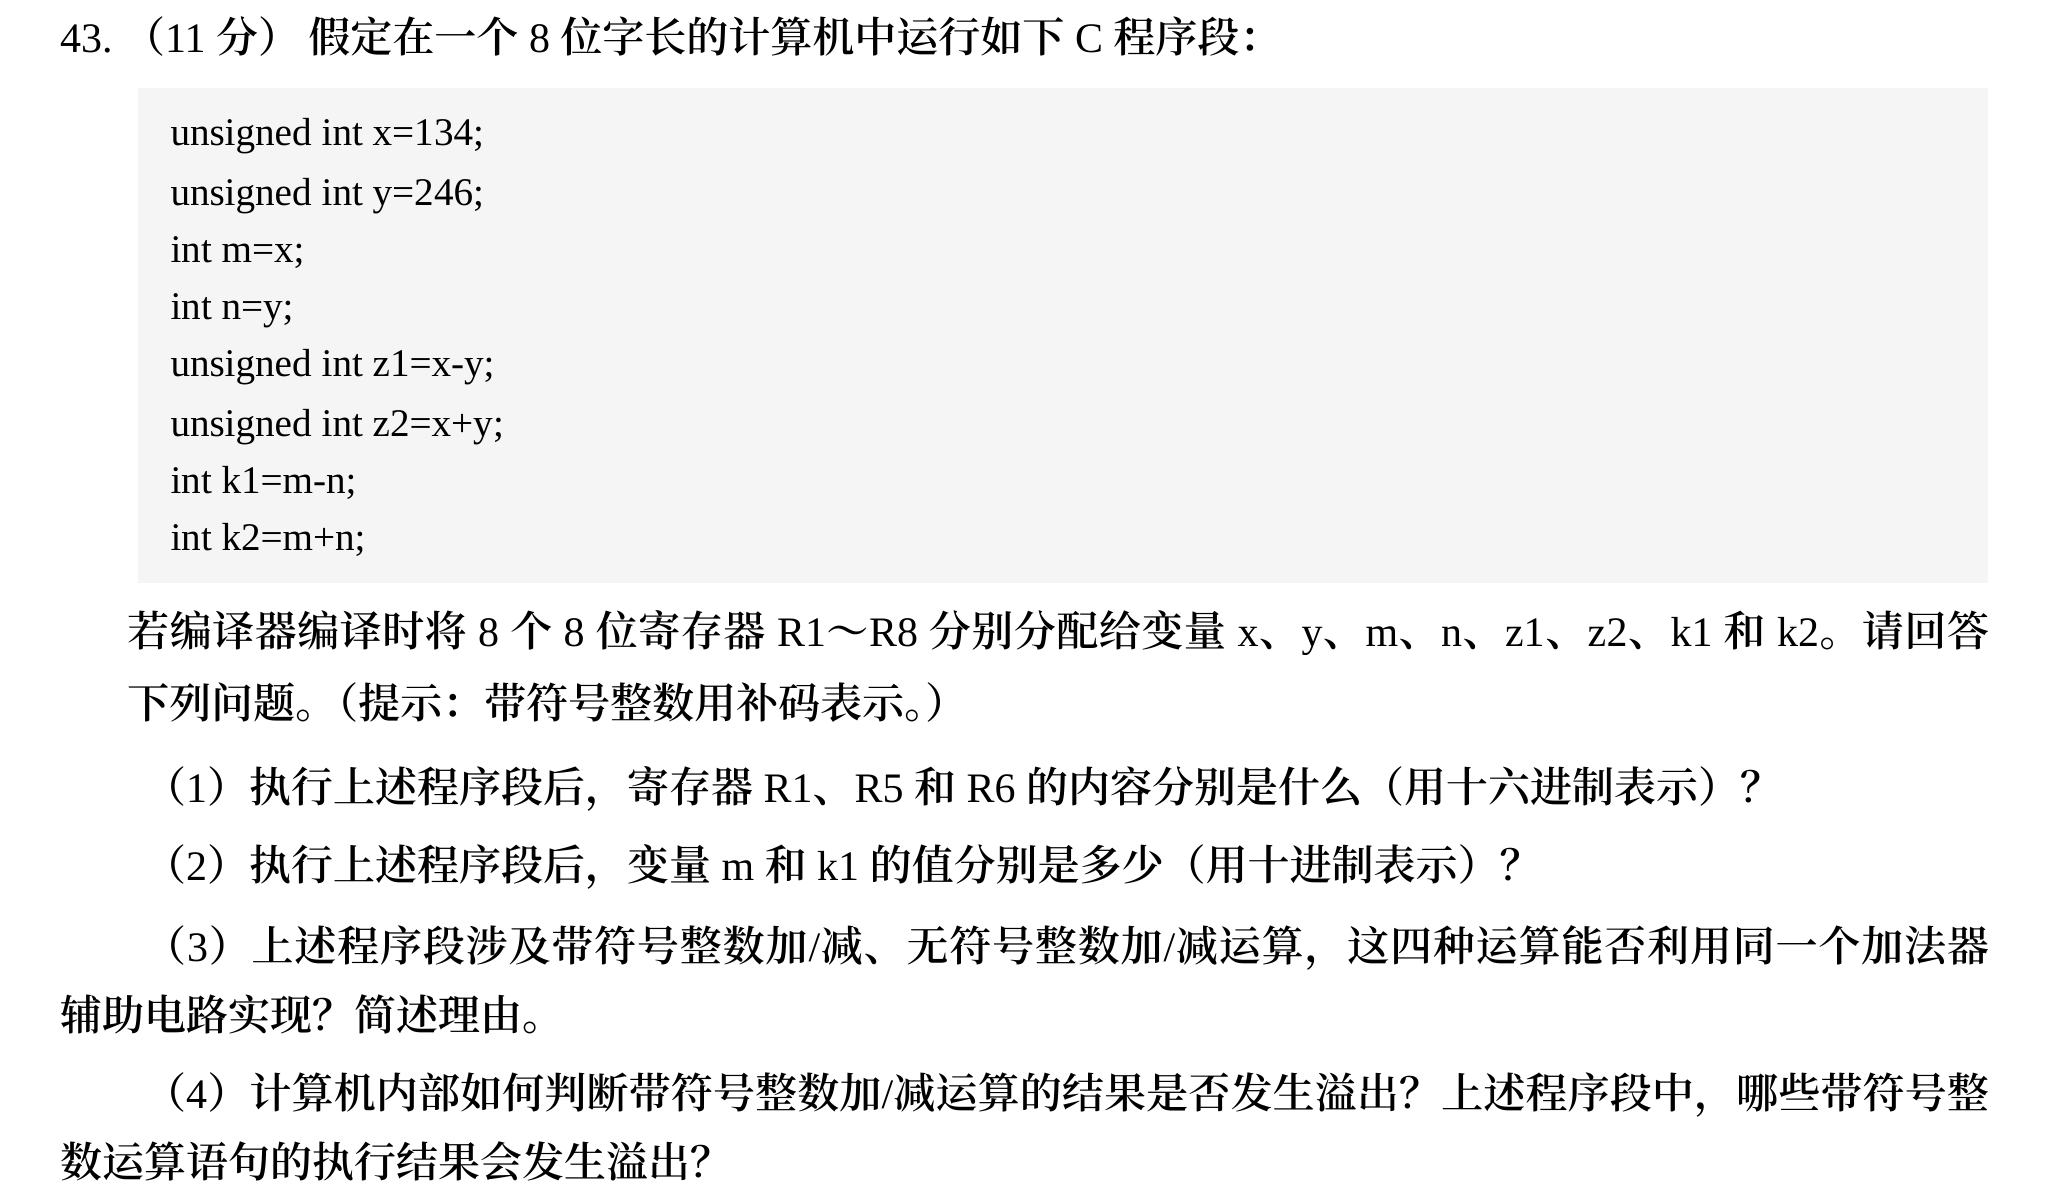 43. （11 分） 假定在一个 8 位字长的计算机中运行如下 C 程序段：
unsigned int x=134;
unsigned int y=246;
int m=x;
int n=y;
unsigned int z1=x-y;
unsigned int z2=x+y;
int k1=m-n;
int k2=m+n;
若编译器编译时将 8 个 8 位寄存器 R1～R8 分别分配给变量 x、y、m、n、z1、z2、k1 和 k2。请回答
下列问题。（提示：带符号整数用补码表示。）
（1）执行上述程序段后，寄存器 R1、R5 和 R6 的内容分别是什么（用十六进制表示）？
（2）执行上述程序段后，变量 m 和 k1 的值分别是多少（用十进制表示）？
（3）上述程序段涉及带符号整数加/减、无符号整数加/减运算，这四种运算能否利用同一个加法器
辅助电路实现？简述理由。
（4）计算机内部如何判断带符号整数加/减运算的结果是否发生溢出？上述程序段中，哪些带符号整
数运算语句的执行结果会发生溢出？